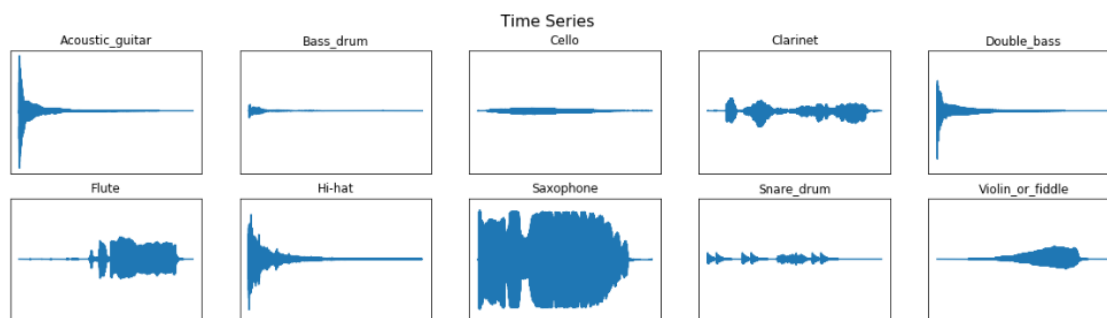 Time Series
Acoustic_guitar Bass_drum Cello Clarinet Double_bass
Flute Hi-hat Saxophone Snare_drum Violin_or_fiddle